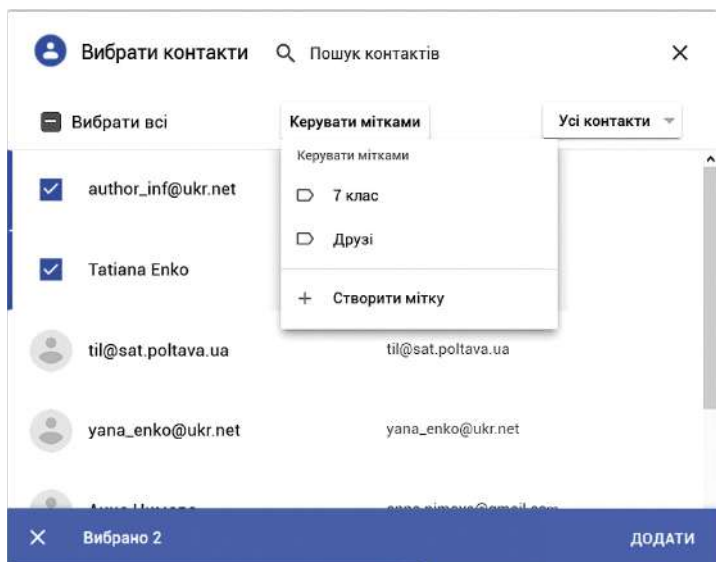 Вибрати контакти Пошук контактів
Вибрати всі Керувати мітками Усі контакти
Керувати мітками
author_inf@ukr.net 7 клас
Друзі
Tatiana Enko
+ Створити мітку
til@sat.poltava.ua til@sat.poltava.ua
yana_enko@ukr.net yana_enko@ukr.net
Вибрано 2 ДОДАТИ